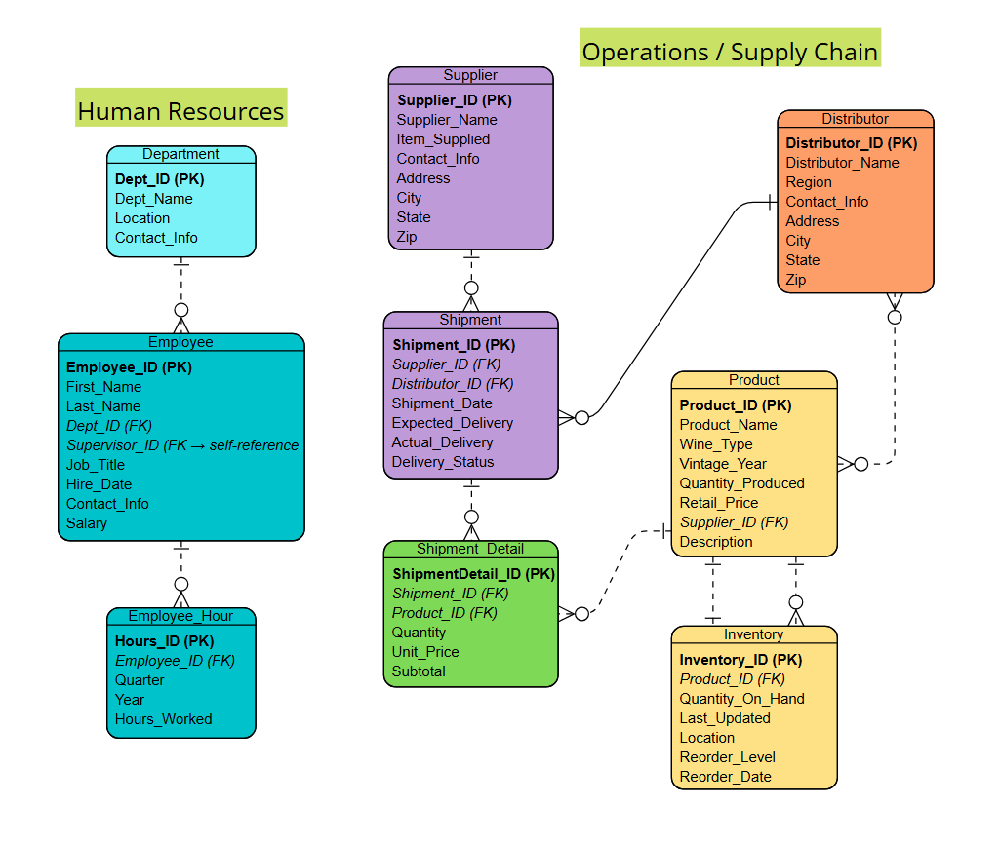 Operations / Supply Chain
Human Resources
Department
Dept_ID (PK)
Dept_Name
Location
Contact_Info
Employee
Employee_ID (PK)
First_Name
Last_Name
Dept_ID (FK)
Supervisor_ID (FK → self-reference
Job_Title
Hire_Date
Contact_Info
Salary
Employee_Hour
Hours_ID (PK)
Employee_ID (FK)
Quarter
Year
Hours_Worked
Supplier
Supplier_ID (PK)
Supplier_Name
Item_Supplied
Contact_Info
Address
City
State
Zip
Shipment
Shipment_ID (PK)
Supplier_ID (FK)
Distributor_ID (FK)
Shipment_Date
Expected_Delivery
Actual_Delivery
Delivery_Status
Shipment_Detail
ShipmentDetail_ID (PK)
Shipment_ID (FK)
Product_ID (FK)
Quantity
Unit_Price
Subtotal
Distributor
Distributor_ID (PK)
Distributor_Name
Region
Contact_Info
Address
City
State
Zip
Product
Product_ID (PK)
Product_Name
Wine_Type
Vintage_Year
Quantity_Produced
Retail_Price
Supplier_ID (FK)
Description
Inventory
Inventory_ID (PK)
Product_ID (FK)
Quantity_On_Hand
Last_Updated
Location
Reorder_Level
Reorder_Date